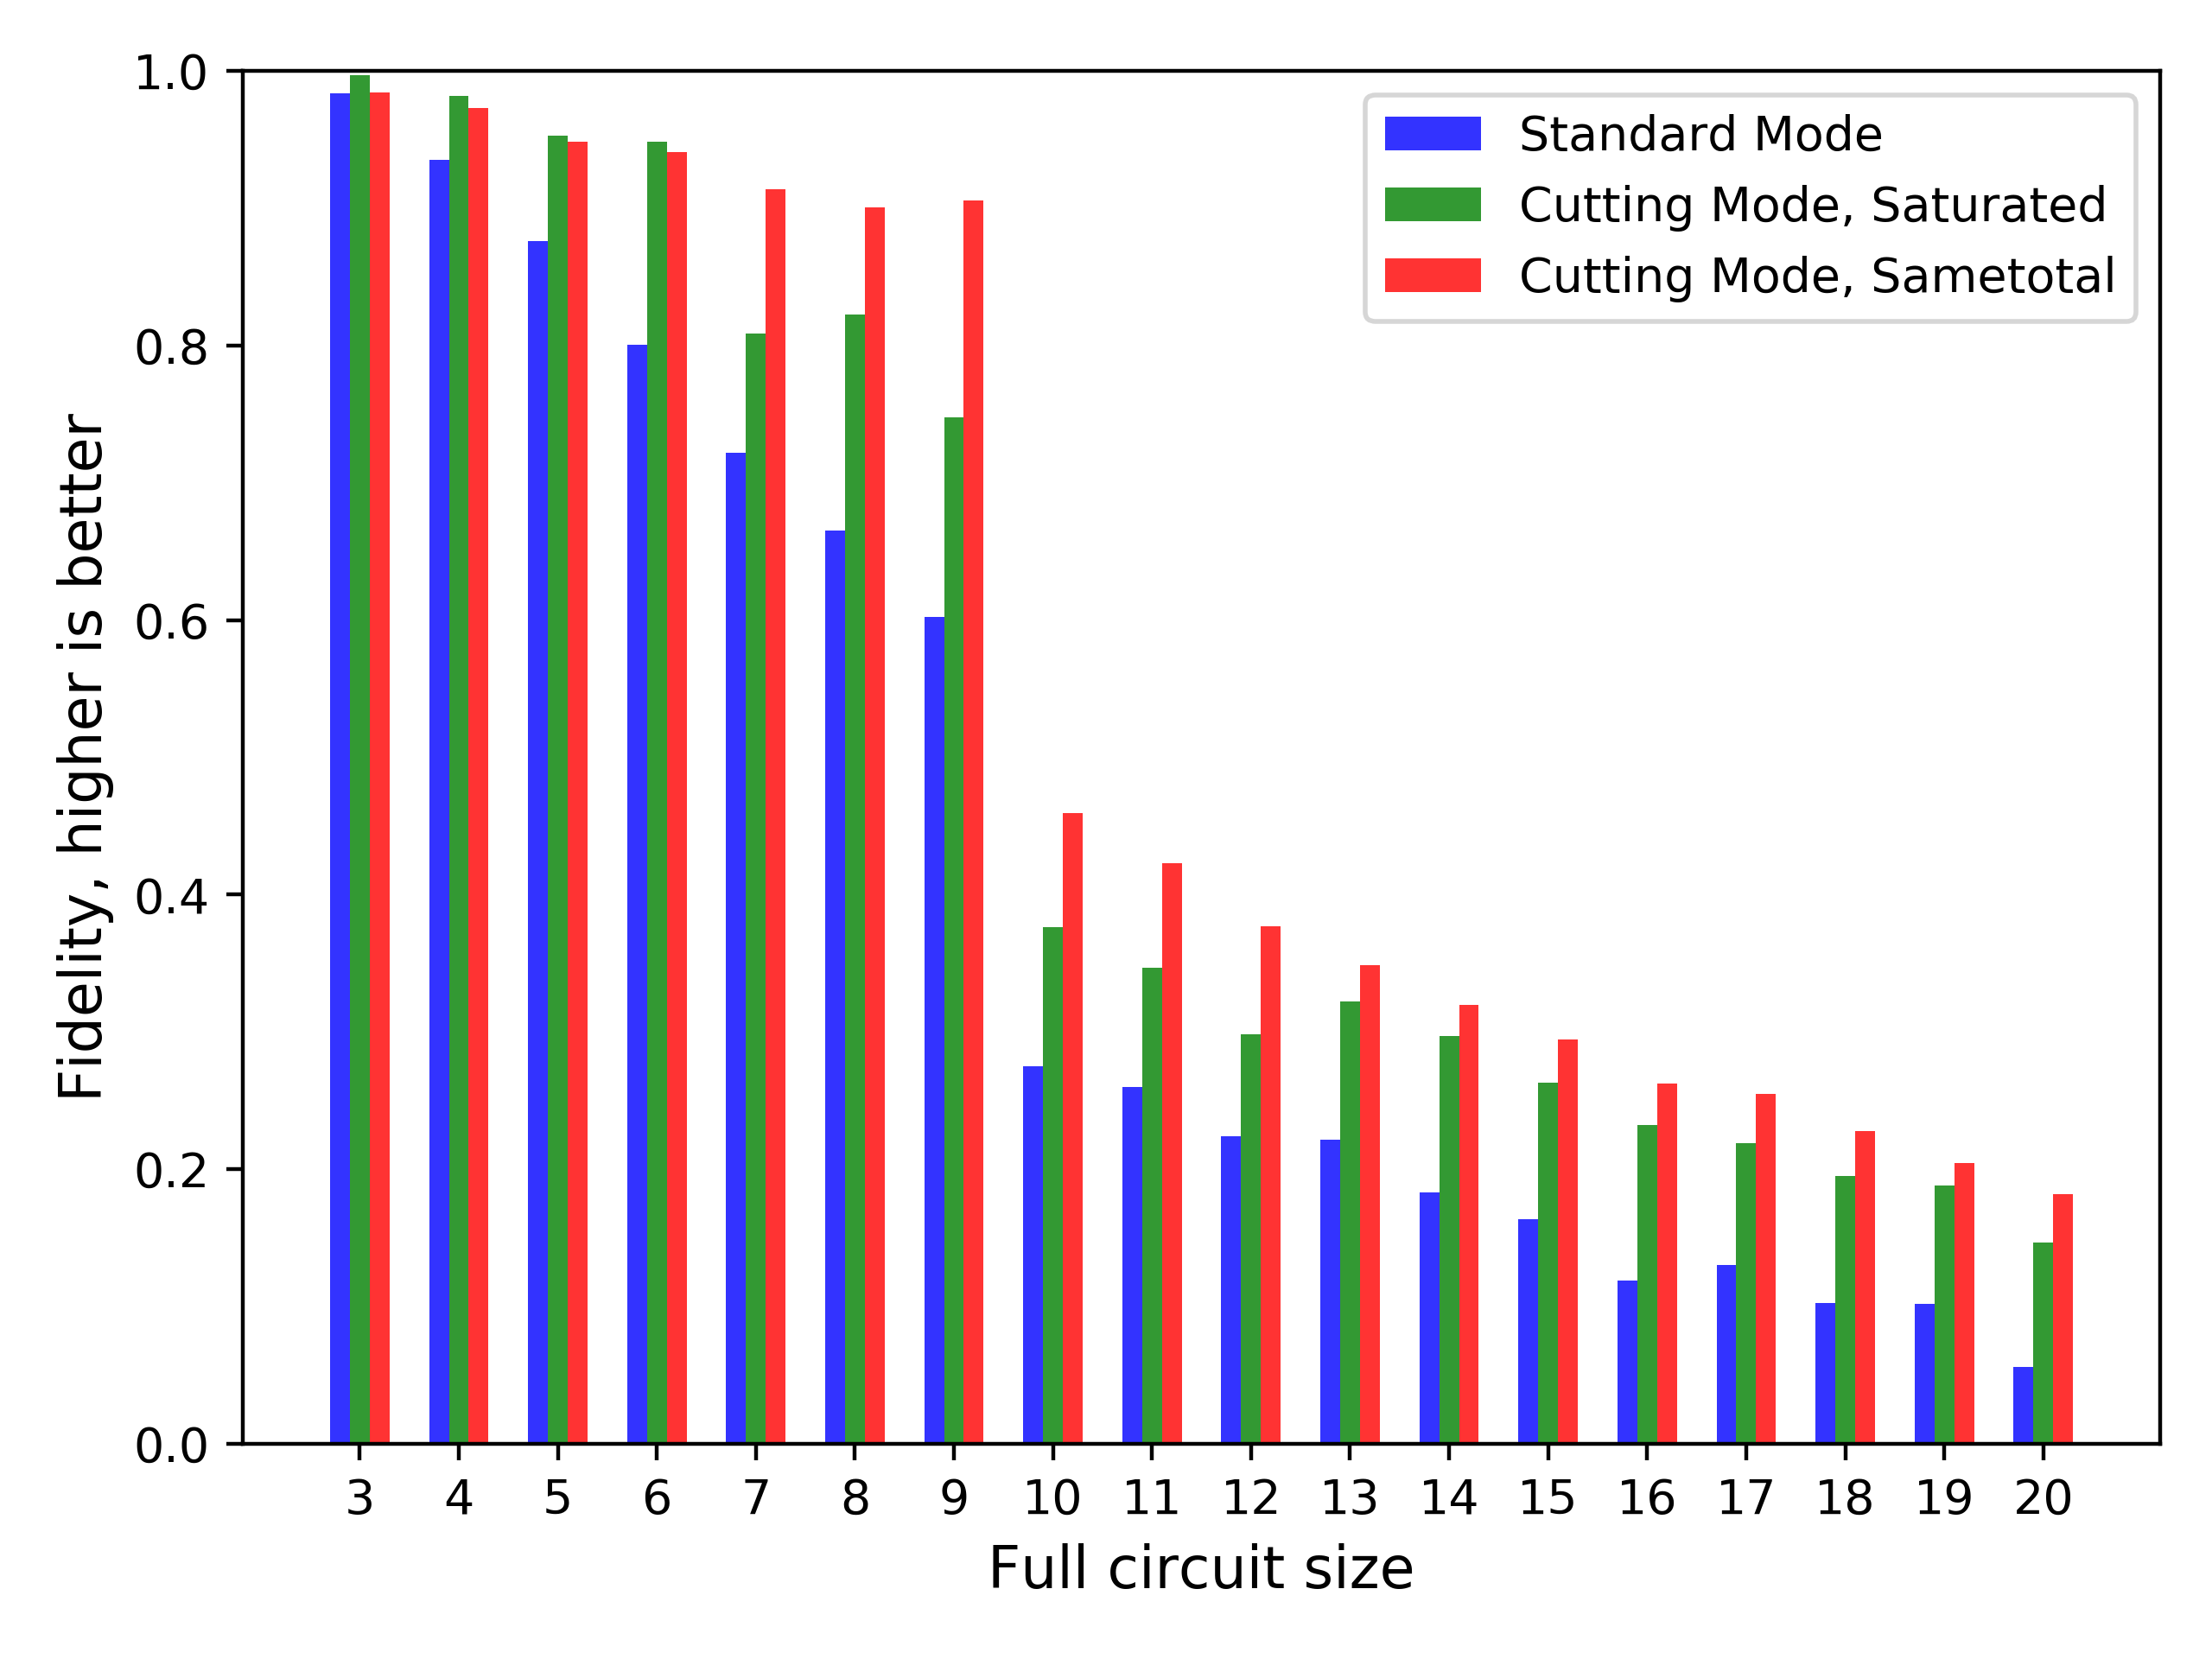 Fidelity, higher is better
1.0
0.8
0.6
0.4
0.2
0.0
Standard Mode
Cutting Mode, Saturated
Cutting Mode, Sametotal
3 4 5 6 7 8 9 10 11 12 13 14 15 16 17 18 19 20
Full circuit size